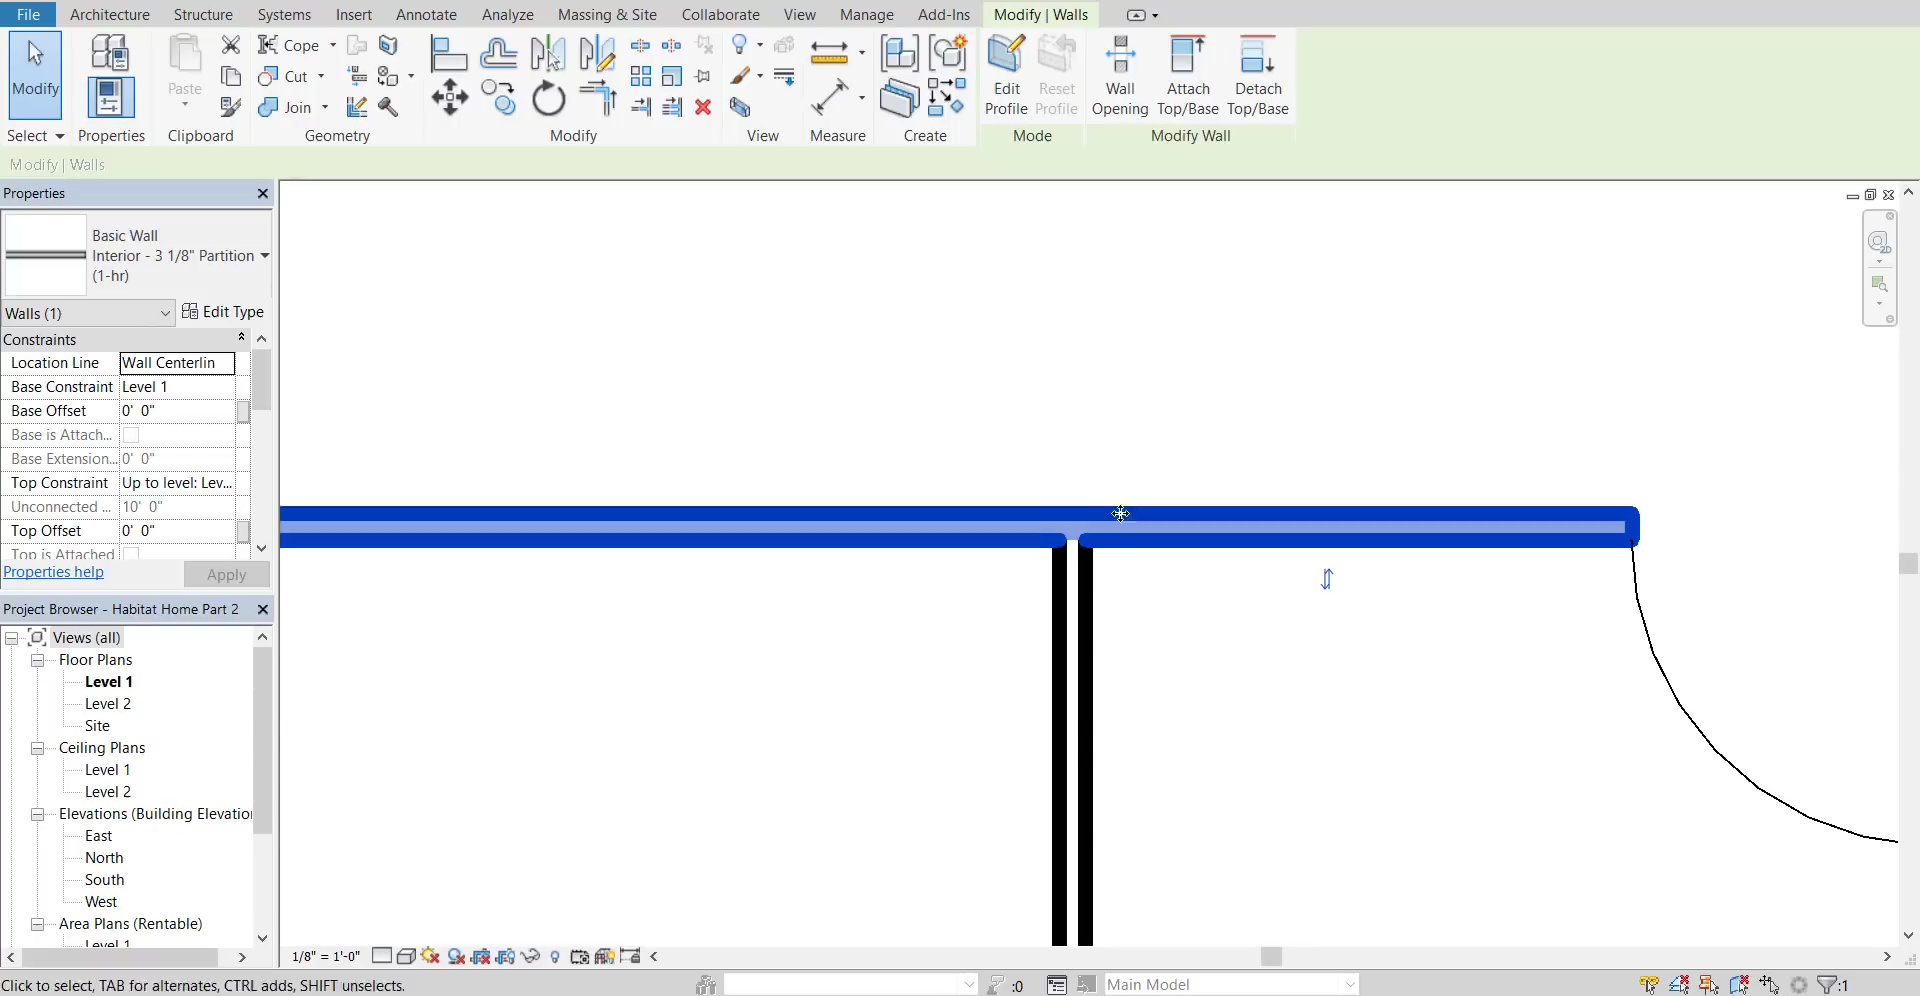 File Architecture Structure Systems Insert Annotate Analyze Massing & Site Collaborate View Manage Add-Ins Modify | Walls
Modify
Paste
Cope
Cut
Join
Edit Profile
Reset Profile
Wall Opening
Attach Top/Base
Detach Top/Base
Select Properties Clipboard Geometry Modify View Measure Create Mode Modify Wall
Modify | Walls
Properties
Basic Wall
Interior - 3 1/8" Partition
(1-hr)
Walls (1) Edit Type
Constraints
Location Line Wall Centerlin
Base Constraint Level 1
Base Offset 0' 0"
Base is Attach...
Base Extension... 0' 0"
Top Constraint Up to level: Lev...
Unconnected ... 10' 0"
Top Offset 0' 0"
Top is Attached
Properties help Apply
Project Browser - Habitat Home Part 2
Views (all)
Floor Plans
Level 1
Level 2
Site
Ceiling Plans
Level 1
Level 2
Elevations (Building Elevation
East
North
South
West
Area Plans (Rentable)
Level 1
2D
1/8" = 1'-0"
Click to select, TAB for alternates, CTRL adds, SHIFT unselects. :0 Main Model :1